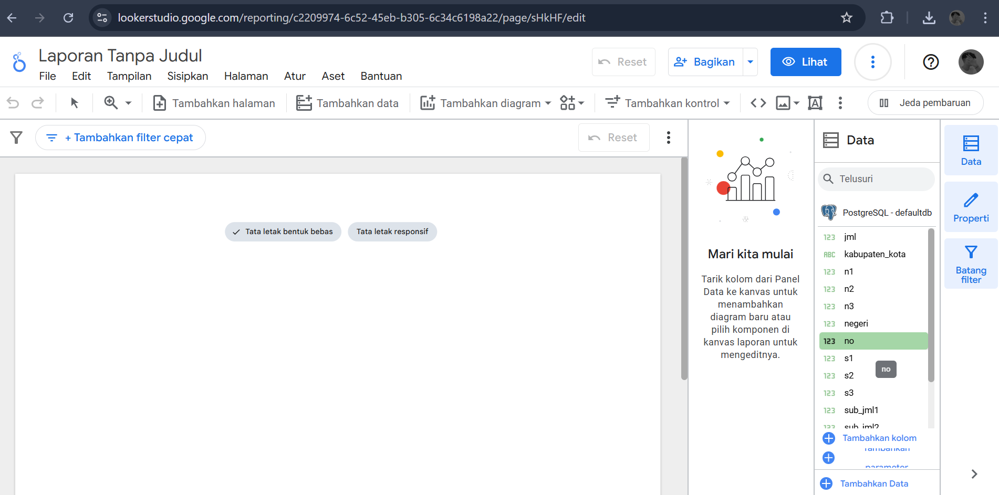 lookerstudio.google.com/reporting/c2209974-6c52-45eb-b305-6c34c6198a22/page/sHkHF/edit
Laporan Tanpa Judul
File Edit Tampilan Sisipkan Halaman Atur Aset Bantuan
Reset
Bagikan
Lihat
Tambahkan halaman
Tambahkan data
Tambahkan diagram
Tambahkan kontrol
A
Jeda pembaruan
+ Tambahkan filter cepat
Reset
Tata letak bentuk bebas
Tata letak responsif
Mari kita mulai
Tarik kolom dari Panel
Data ke kanvas untuk
menambahkan
diagram baru atau
pilih komponen di
kanvas laporan untuk
mengeditnya.
Data
Telusuri
PostgreSQL - defaultdb
123 jml
ABC kabupaten_kota
123 n1
123 n2
123 n3
123 negeri
123 no
123 s1
no
123 s2
123 s3
123 sub_jml1
123 sub_jml2
Tambahkan kolom
Tambahkan
parameter
Tambahkan Data
Data
Properti
Batang
filter